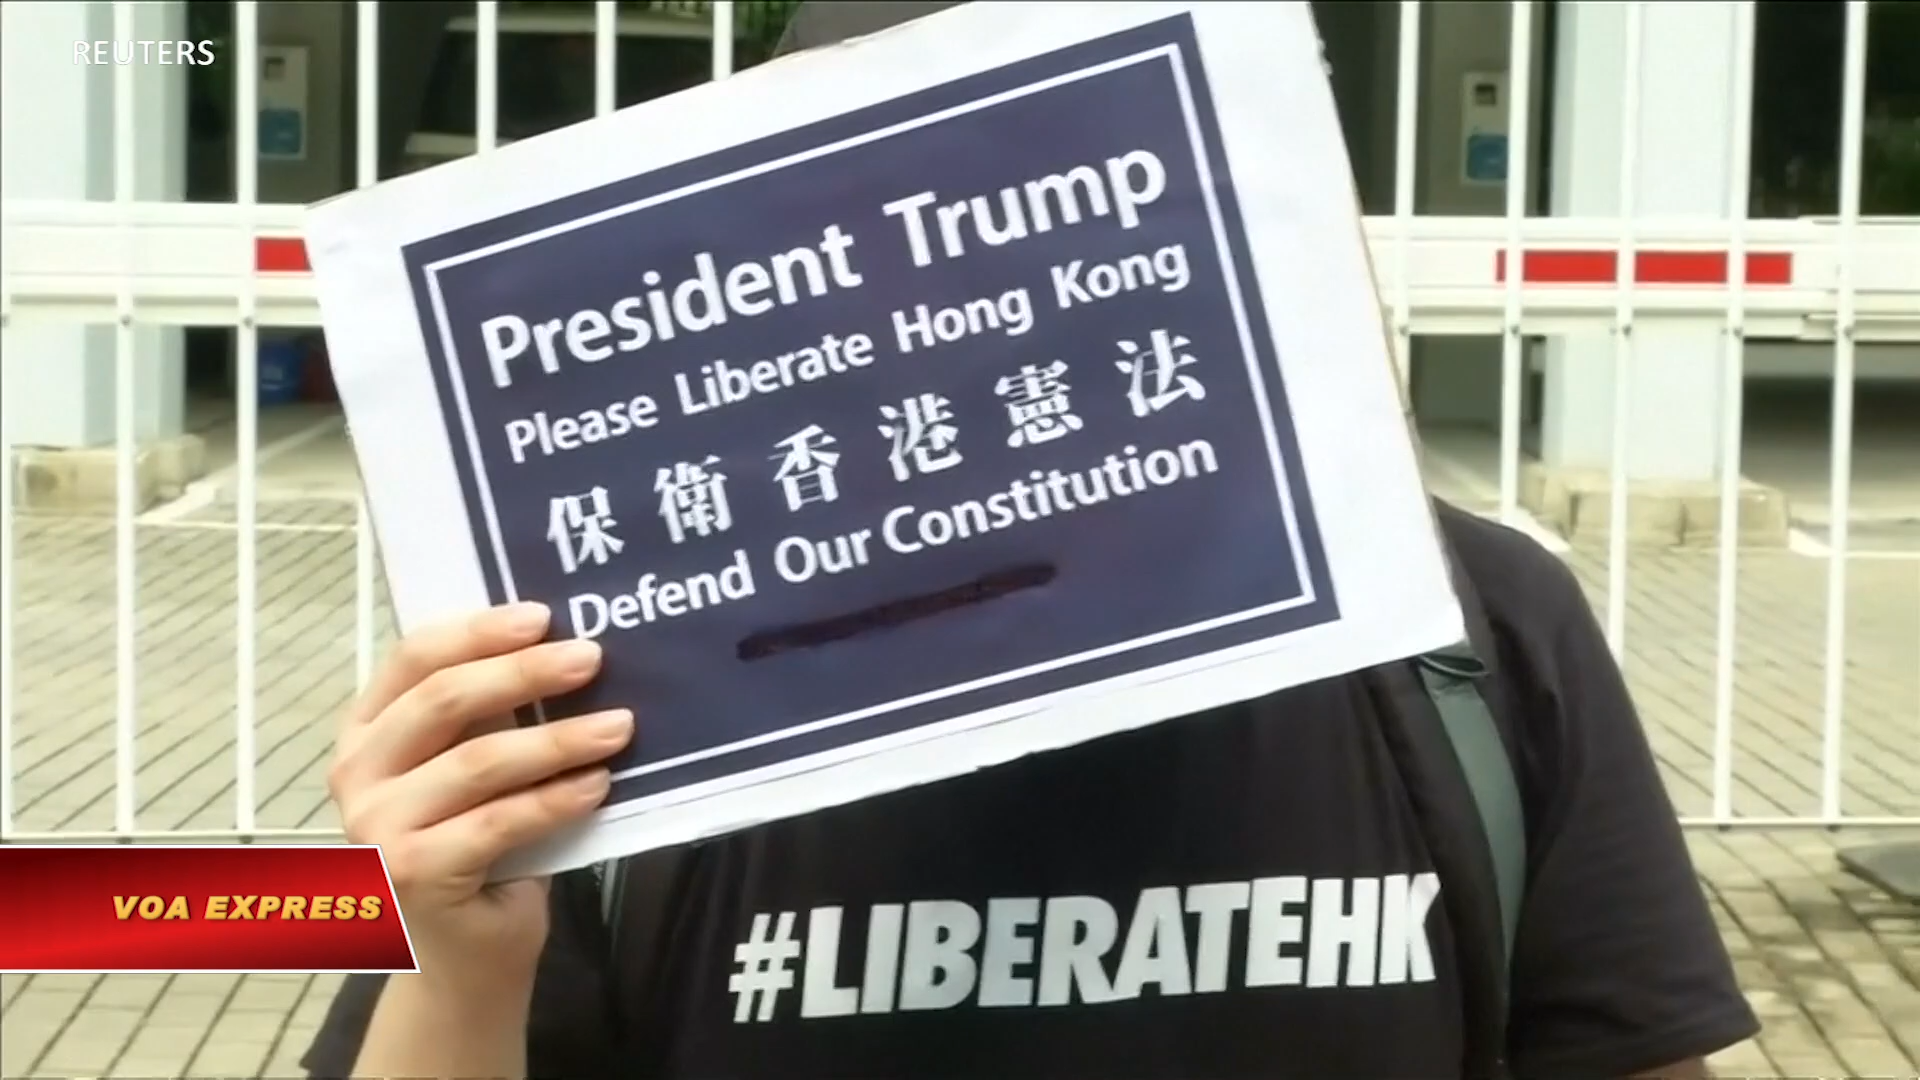 REUTERS
President Trump
Please Liberate Hong Kong
保衛香港憲法
Defend Our Constitution
VOA EXPRESS
#LIBERATEHK